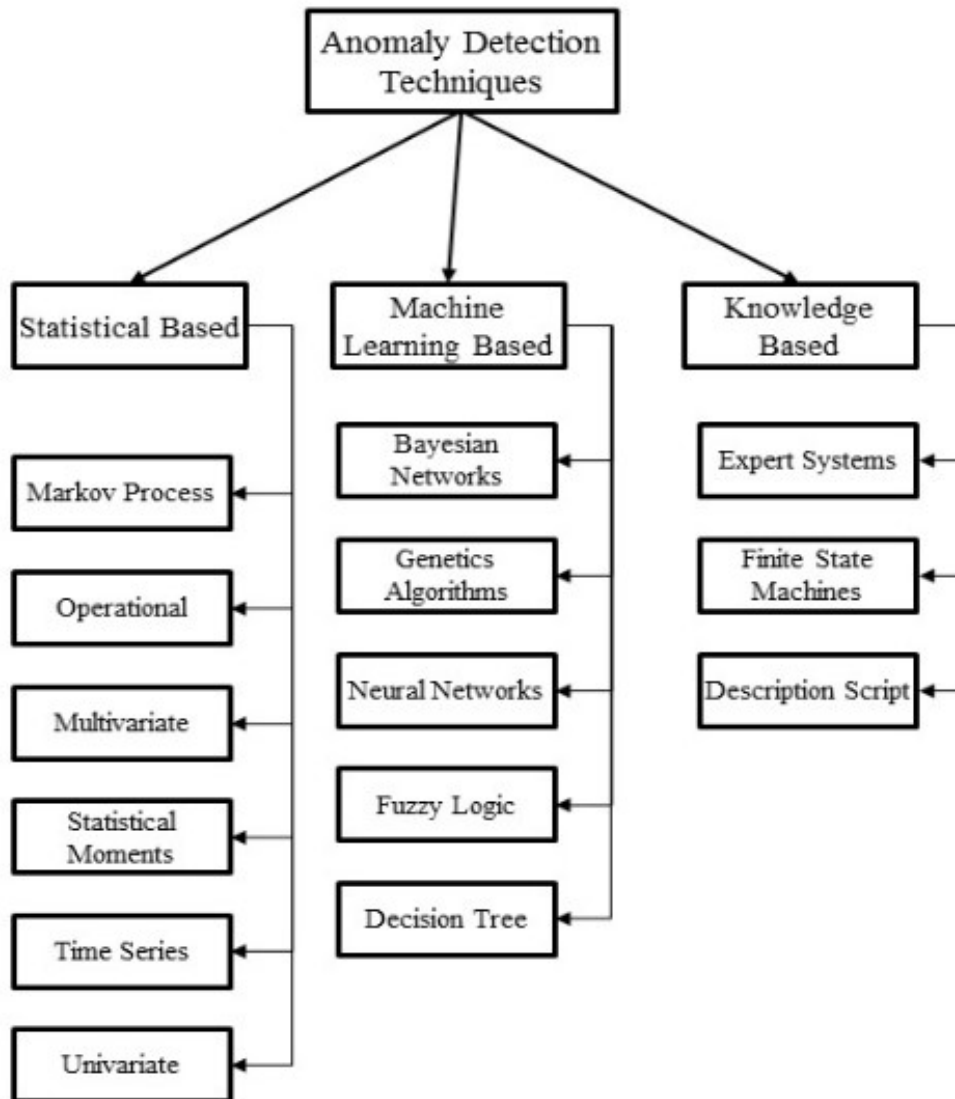 Anomaly Detection
Techniques
Statistical Based
Machine
Learning Based
Knowledge
Based
Markov Process
Operational
Multivariate
Statistical
Moments
Time Series
Univariate
Bayesian
Networks
Genetics
Algorithms
Neural Networks
Fuzzy Logic
Decision Tree
Expert Systems
Finite State
Machines
Description Script